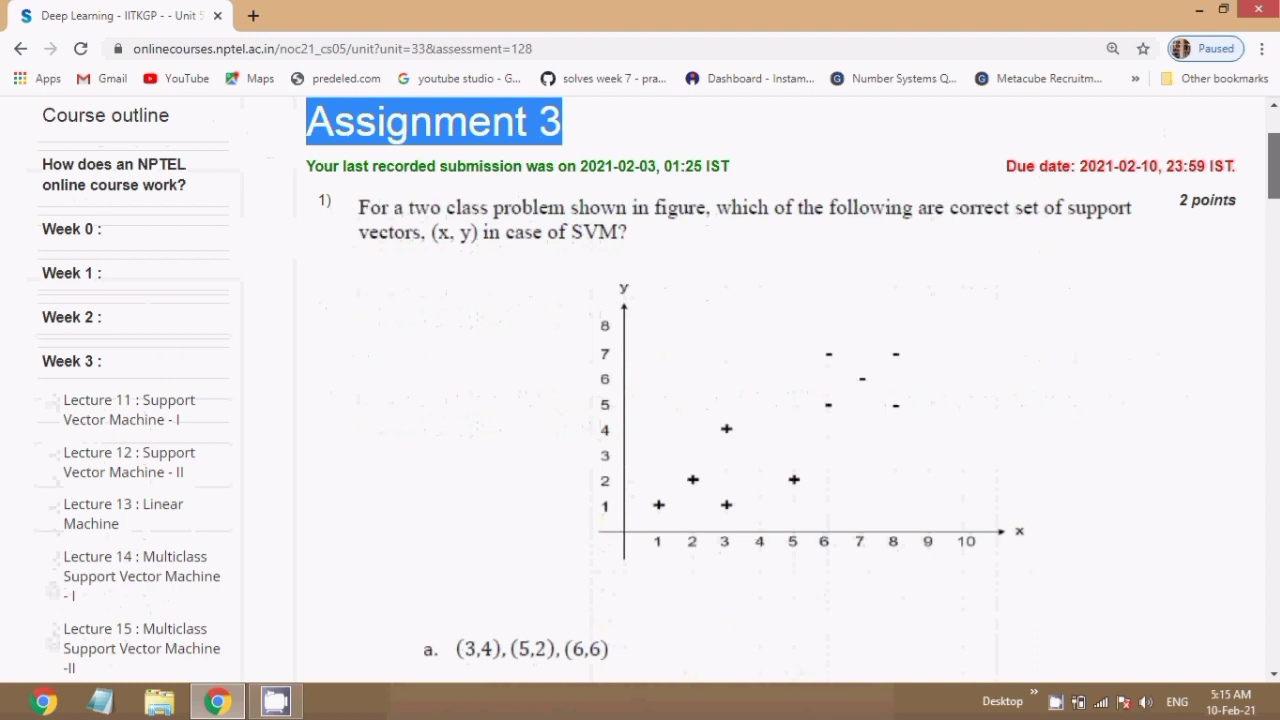 Deep Learning - IITKGP - - Unit 5
onlinecourses.nptel.ac.in/noc21_cs05/unit?unit=33&assessment=128
Paused
Apps
Gmail
YouTube
Maps
predeled.com
youtube studio - G...
solves week 7 - pra...
Dashboard - Instam...
Number Systems Q...
Metacube Recruitm...
»
Other bookmarks
Course outline
How does an NPTEL
online course work?
Week 0 :
Week 1 :
Week 2 :
Week 3 :
Lecture 11 : Support
Vector Machine - I
Lecture 12 : Support
Vector Machine - II
Lecture 13 : Linear
Machine
Lecture 14 : Multiclass
Support Vector Machine
- I
Lecture 15 : Multiclass
Support Vector Machine
-II
Assignment 3
Your last recorded submission was on 2021-02-03, 01:25 IST
Due date: 2021-02-10, 23:59 IST.
1)
For a two class problem shown in figure, which of the following are correct set of support
vectors, (x, y) in case of SVM?
2 points
y
8
7
6
5
4
3
2
1
x
1 2 3 4 5 6 7 8 9 10
a. (3,4), (5,2), (6,6)
Desktop
»
ENG
5:15 AM
10-Feb-21